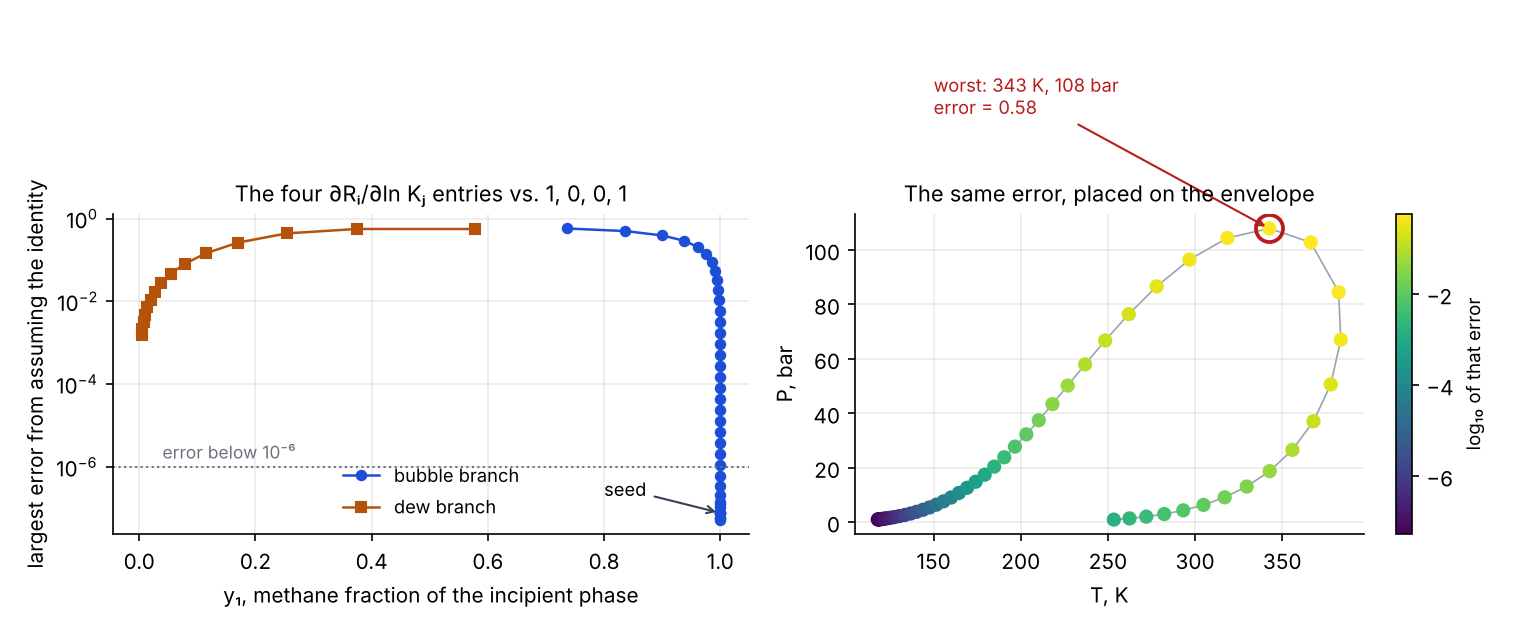 worst: 343 K, 108 bar
error = 0.58
The four ∂Rᵢ/∂ln Kⱼ entries vs. 1, 0, 0, 1
largest error from assuming the identity
10⁰
10⁻²
10⁻⁴
10⁻⁶
error below 10⁻⁶
bubble branch
dew branch
seed
0.0 0.2 0.4 0.6 0.8 1.0
y₁, methane fraction of the incipient phase
The same error, placed on the envelope
P, bar
100
80
60
40
20
0
150 200 250 300 350
T, K
−2
−4
−6
log₁₀ of that error